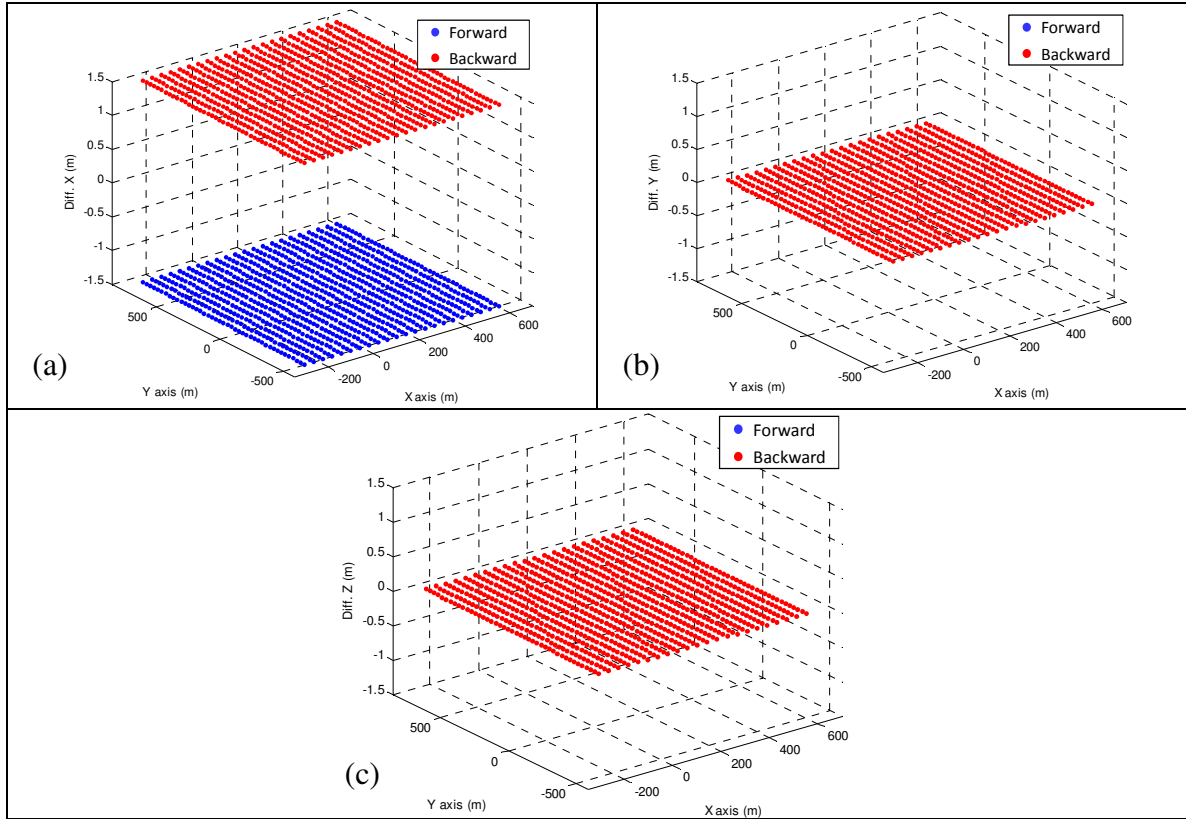 Forward
Backward
1.5
1
0.5
0
-0.5
-1
-1.5
Diff. X (m)
500
0
-500
Y axis (m)
-200
0
200
400
600
X axis (m)
(a)
Forward
Backward
1.5
1
0.5
0
-0.5
-1
-1.5
Diff. Y (m)
500
0
-500
Y axis (m)
-200
0
200
400
600
X axis (m)
(b)
Forward
Backward
1.5
1
0.5
0
-0.5
-1
-1.5
Diff. Z (m)
500
0
-500
Y axis (m)
-200
0
200
400
600
X axis (m)
(c)